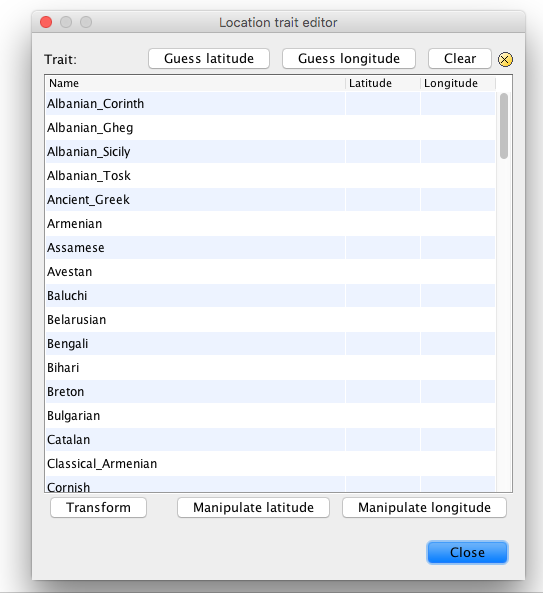 Location trait editor
Trait: Guess latitude Guess longitude Clear
Name Latitude Longitude
Albanian_Corinth
Albanian_Gheg
Albanian_Sicily
Albanian_Tosk
Ancient_Greek
Armenian
Assamese
Avestan
Baluchi
Belarusian
Bengali
Bihari
Breton
Bulgarian
Catalan
Classical_Armenian
Cornish
Transform Manipulate latitude Manipulate longitude
Close